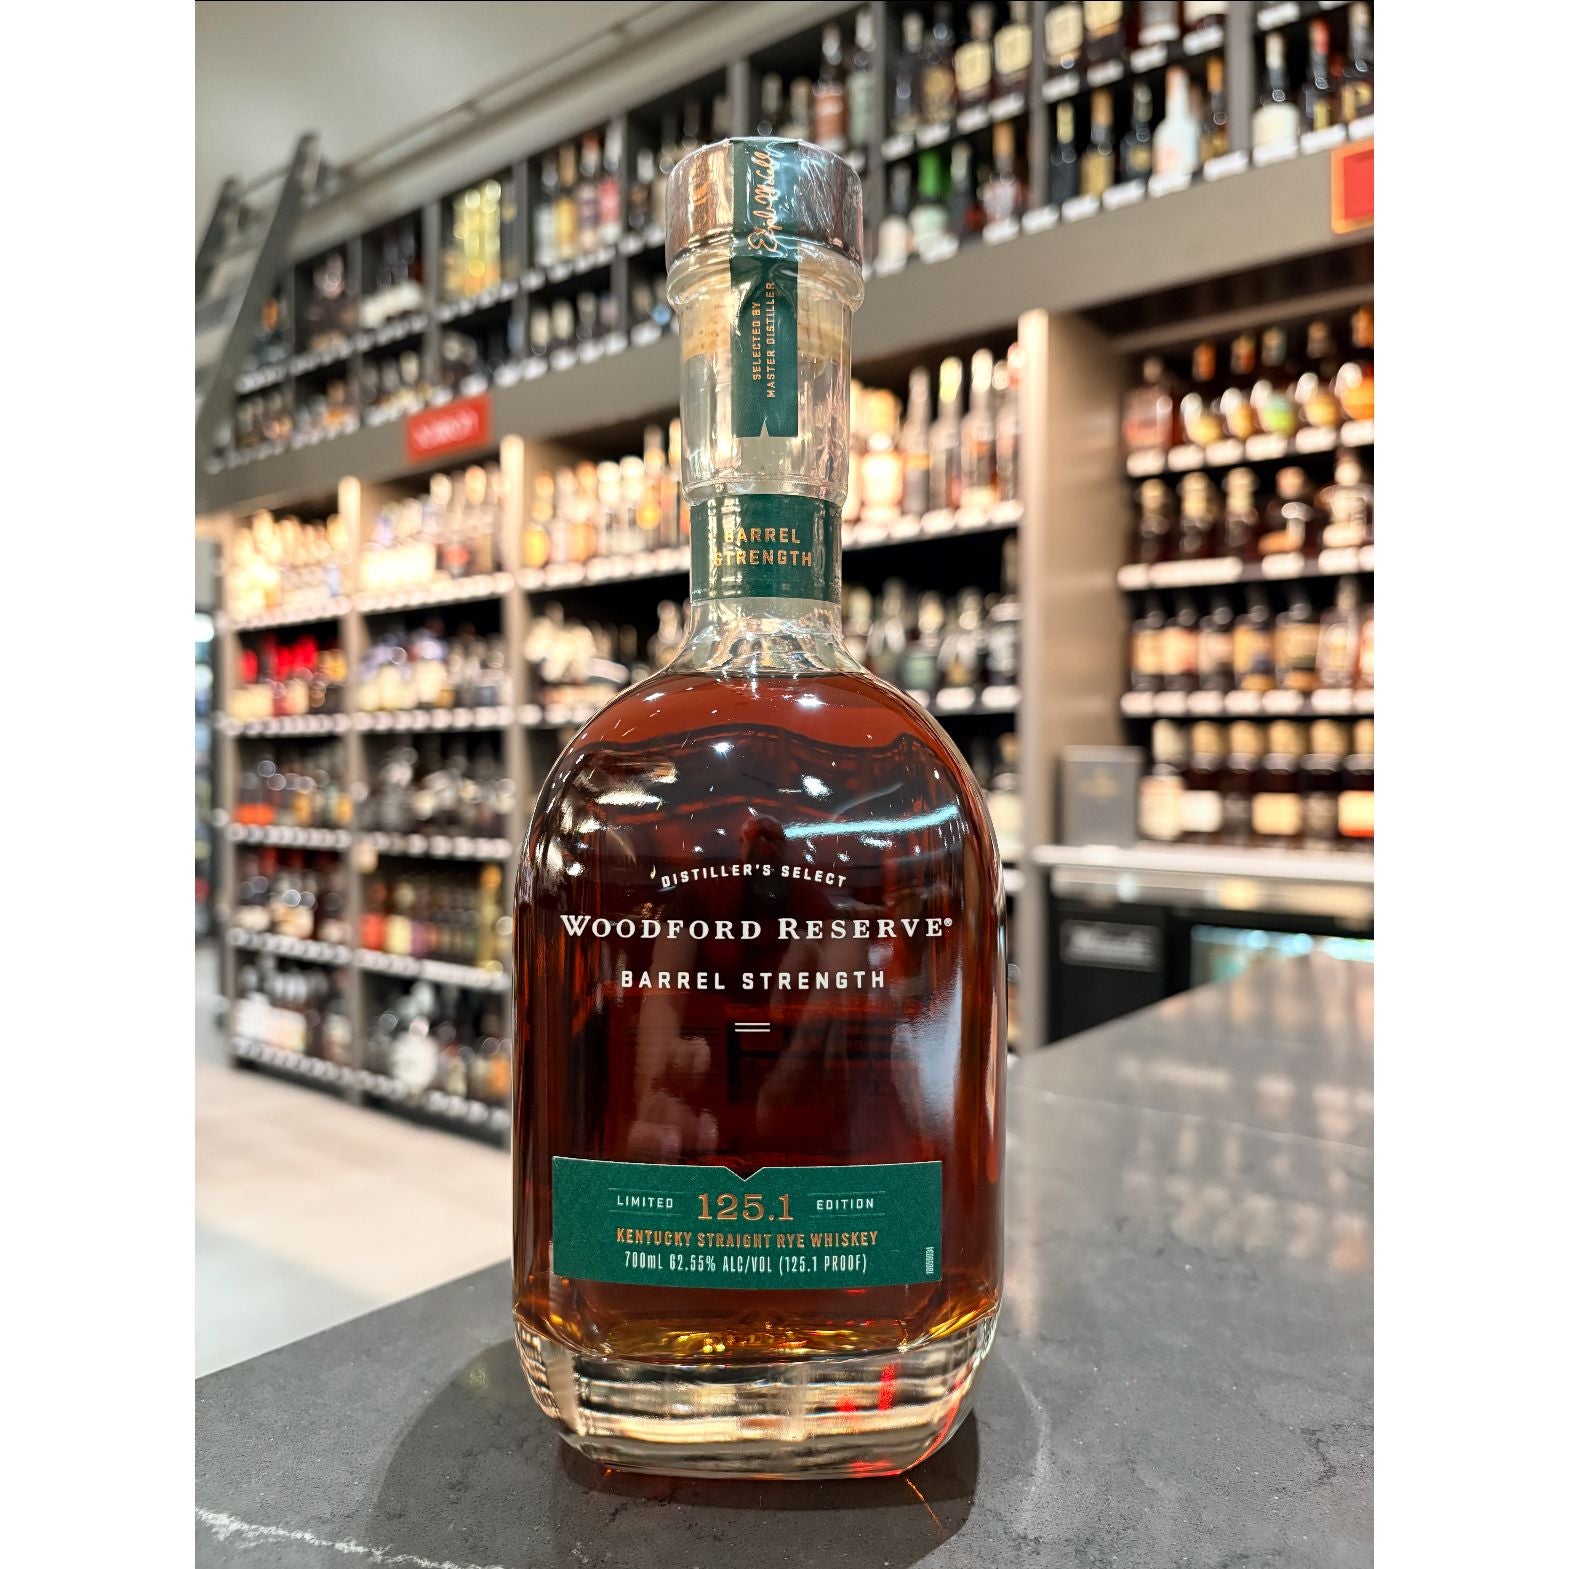 SELECTED BY
MASTER DISTILLER
BARREL
STRENGTH
DISTILLER'S SELECT
WOODFORD RESERVE®
BARREL STRENGTH
LIMITED 125.1 EDITION
KENTUCKY STRAIGHT RYE WHISKEY
700mL 62.55% ALC/VOL (125.1 PROOF)